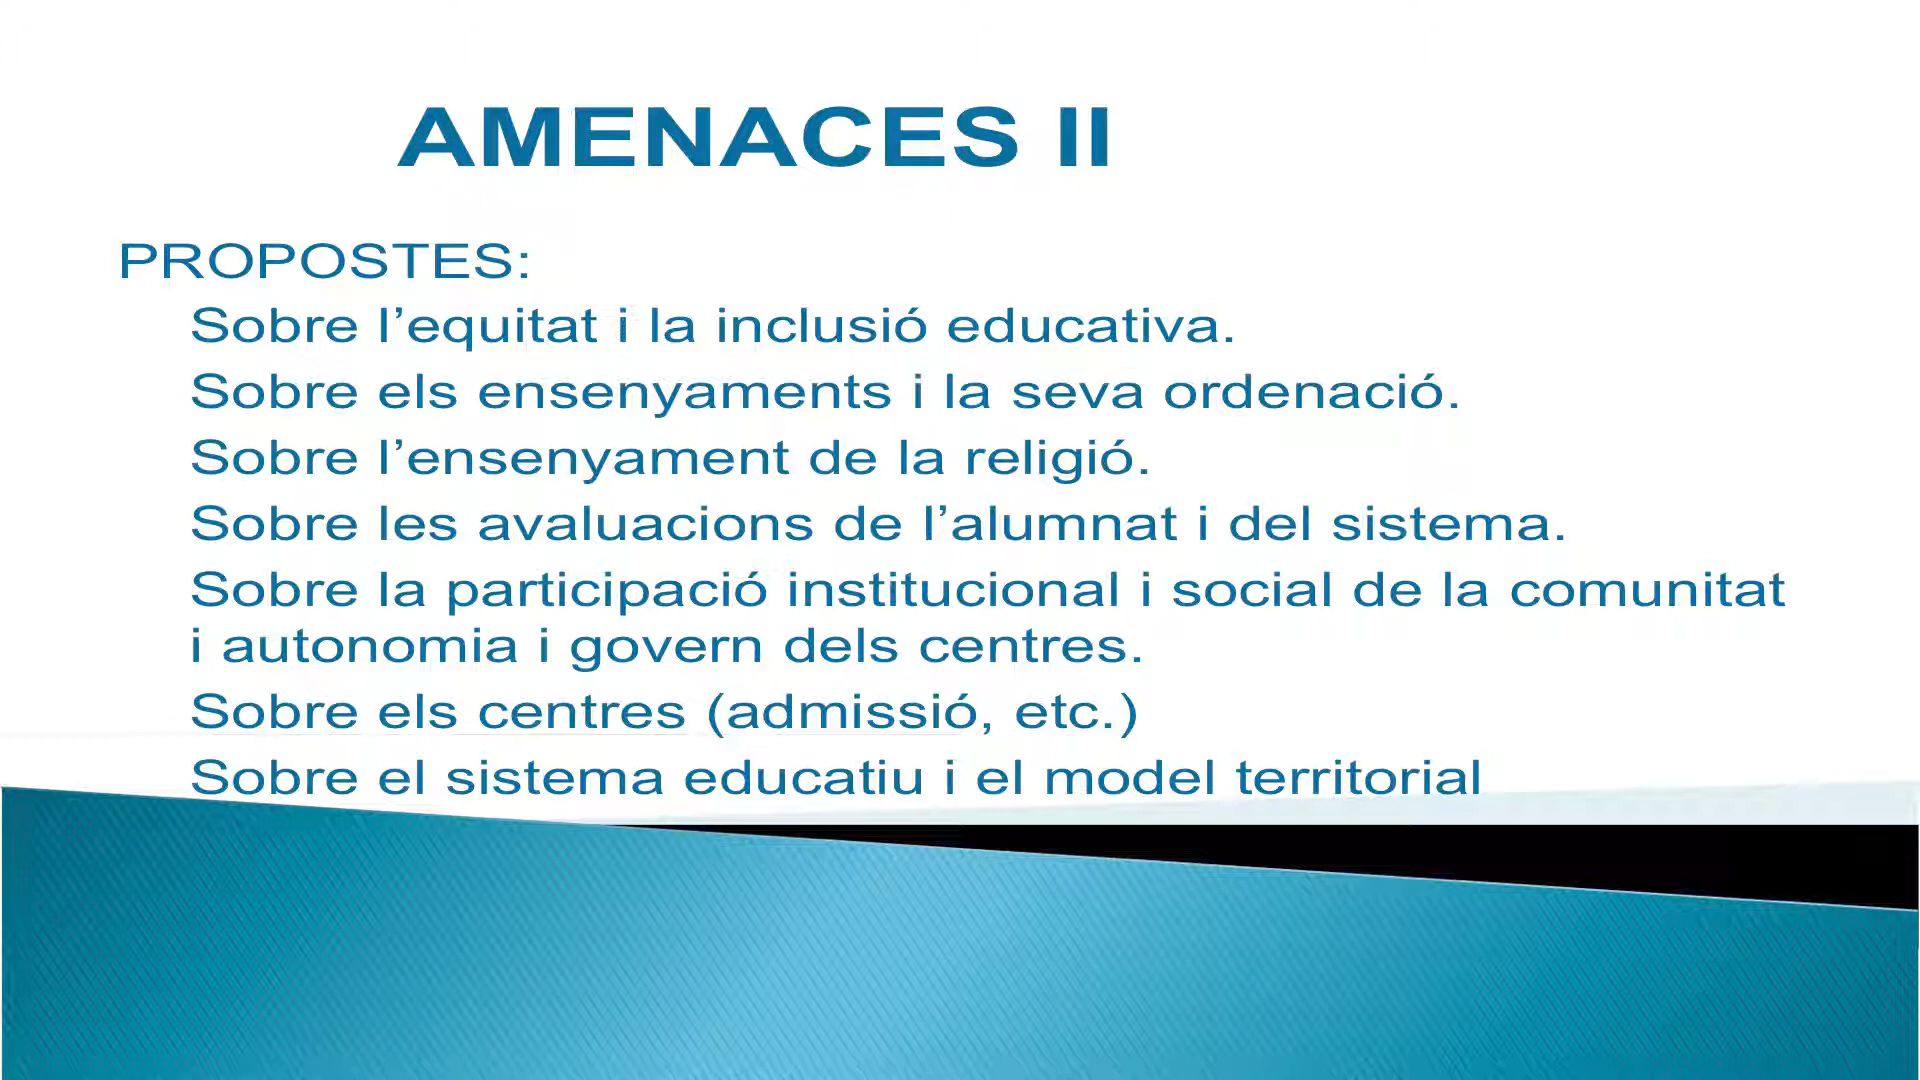 AMENACES II
PROPOSTES:
Sobre l’equitat i la inclusió educativa.
Sobre els ensenyaments i la seva ordenació.
Sobre l’ensenyament de la religió.
Sobre les avaluacions de l’alumnat i del sistema.
Sobre la participació institucional i social de la comunitat
i autonomia i govern dels centres.
Sobre els centres (admissió, etc.)
Sobre el sistema educatiu i el model territorial